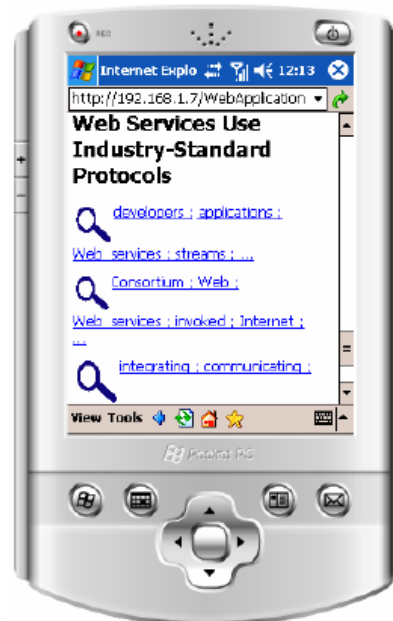 REC
Internet Explo 12:13
http://192.168.1.7/WebApplication
Web Services Use
Industry-Standard
Protocols
developers ; applications ;
Web services ; streams ; ...
Consortium ; Web ;
Web services ; invoked ; Internet ;
...
integrating ; communicating ;
View Tools
Pocket PC